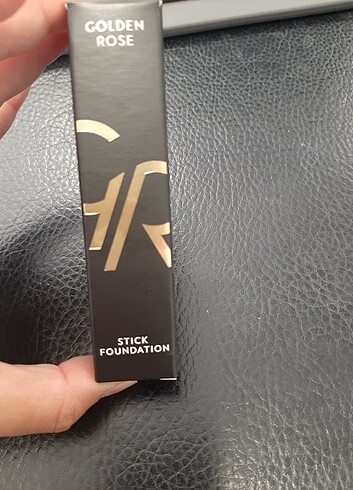 GOLDEN
ROSE
GR
STICK
FOUNDATION